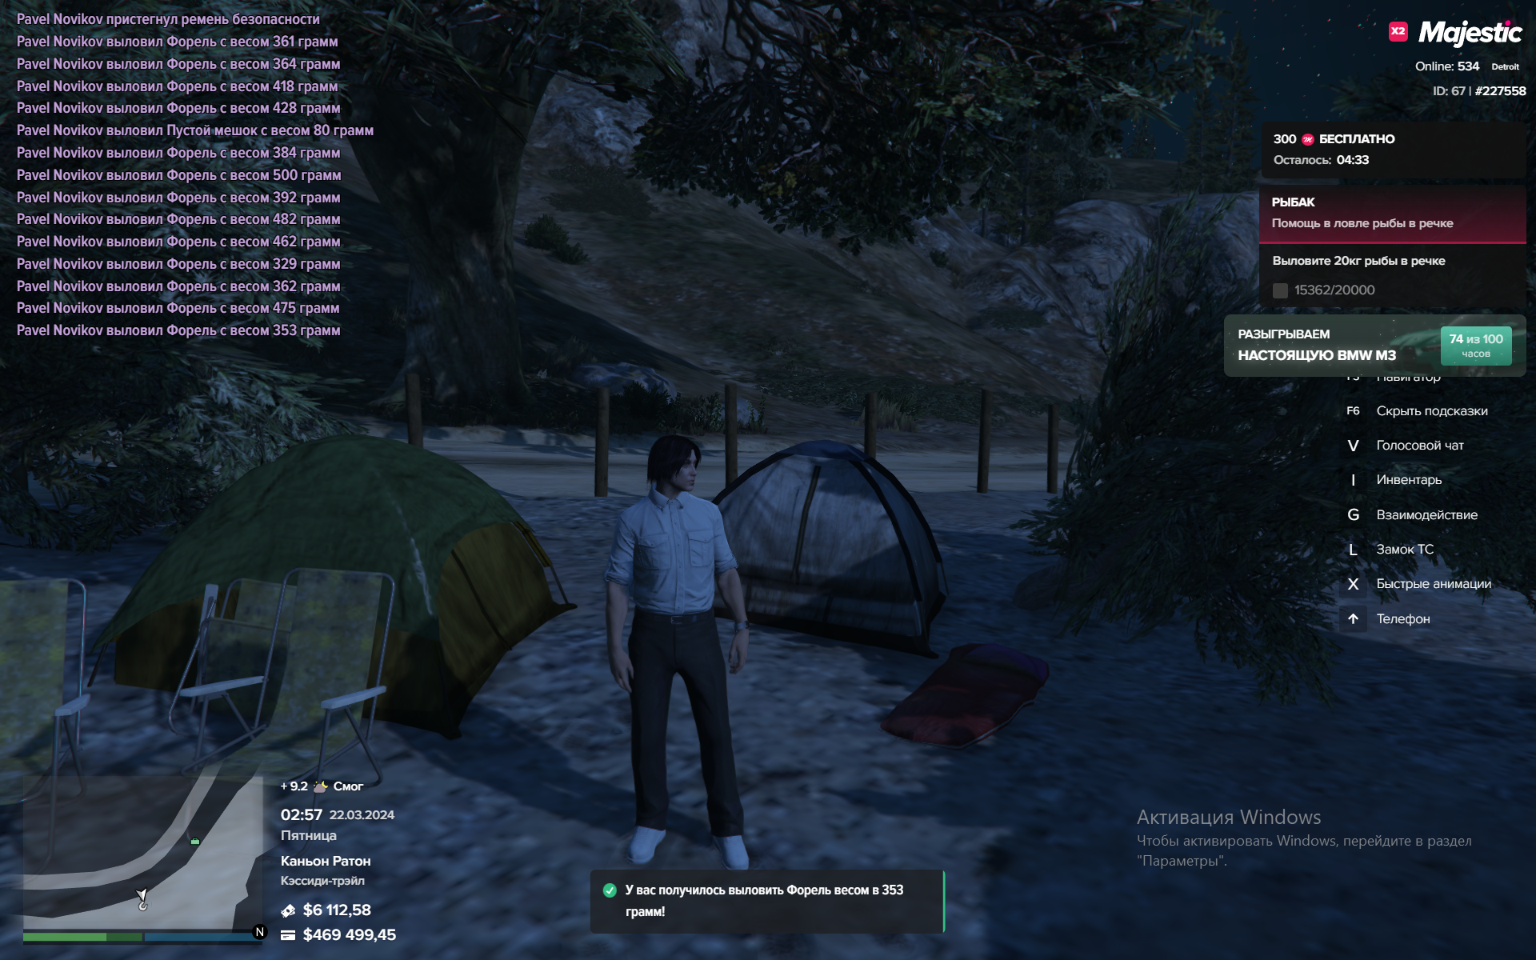 Pavel Novikov пристегнул ремень безопасности
Pavel Novikov выловил Форель с весом 361 грамм
Pavel Novikov выловил Форель с весом 364 грамм
Pavel Novikov выловил Форель с весом 418 грамм
Pavel Novikov выловил Форель с весом 428 грамм
Pavel Novikov выловил Пустой мешок с весом 80 грамм
Pavel Novikov выловил Форель с весом 384 грамм
Pavel Novikov выловил Форель с весом 500 грамм
Pavel Novikov выловил Форель с весом 392 грамм
Pavel Novikov выловил Форель с весом 482 грамм
Pavel Novikov выловил Форель с весом 462 грамм
Pavel Novikov выловил Форель с весом 329 грамм
Pavel Novikov выловил Форель с весом 362 грамм
Pavel Novikov выловил Форель с весом 475 грамм
Pavel Novikov выловил Форель с весом 353 грамм
X2 Majestic
Online: 534 Detroit
ID: 67 | #227558
300 БЕСПЛАТНО
Осталось: 04:33
РЫБАК
Помощь в ловле рыбы в речке
Выловите 20кг рыбы в речке
15362/20000
РАЗЫГРЫВАЕМ
НАСТОЯЩУЮ BMW M3
74 из 100
часов
Навигатор
F6 Скрыть подсказки
V Голосовой чат
I Инвентарь
G Взаимодействие
L Замок ТС
X Быстрые анимации
Телефон
+ 9.2 Смог
02:57 22.03.2024
Пятница
Каньон Ратон
Кэссиди-трэйл
$6 112,58
$469 499,45
N
У вас получилось выловить Форель весом в 353
грамм!
Активация Windows
Чтобы активировать Windows, перейдите в раздел
"Параметры".